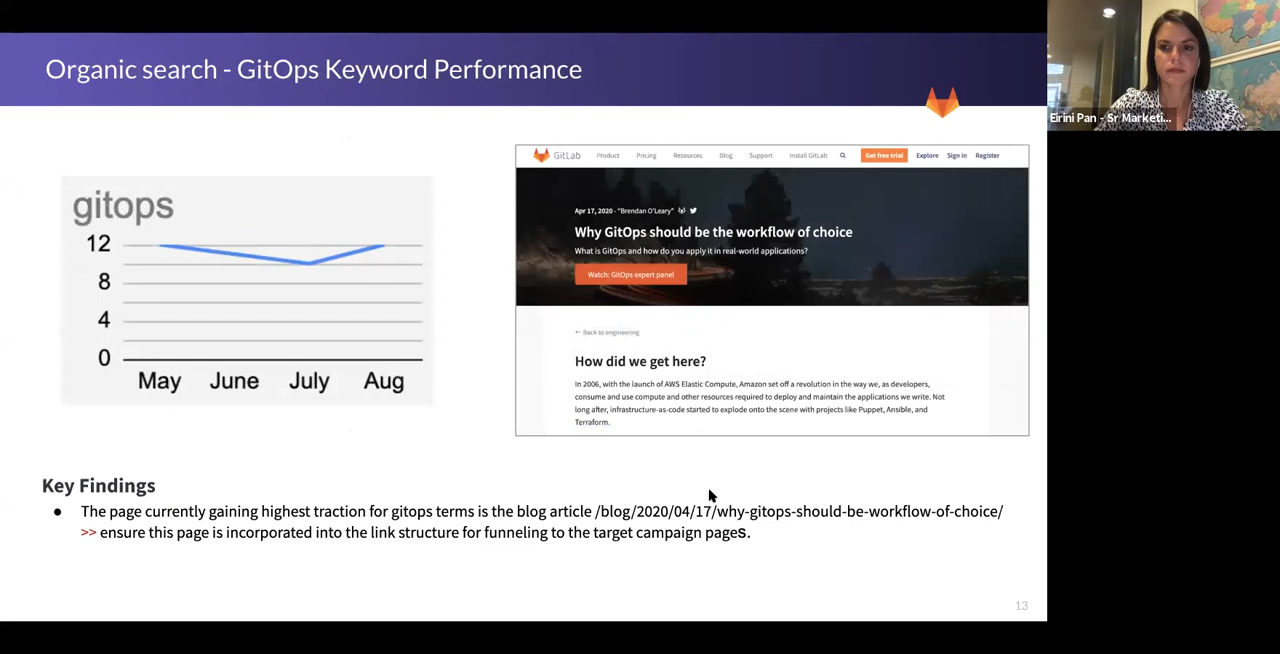 Organic search - GitOps Keyword Performance
Eirini Pan - Sr Marketi...
gitops
12
8
4
0
May June July Aug
GitLab Product Pricing Resources Blog Support Install GitLab Get free trial Explore Sign in Register
Apr 17, 2020 - "Brendan O'Leary"
Why GitOps should be the workflow of choice
What is GitOps and how do you apply it in real-world applications?
Watch: GitOps expert panel
← Back to engineering
How did we get here?
In 2006, with the launch of AWS Elastic Compute, Amazon set off a revolution in the way we, as developers,
consume and use compute and other resources required to deploy and maintain the applications we write. Not
long after, infrastructure-as-code started to explode onto the scene with projects like Puppet, Ansible, and
Terraform.
Key Findings
● The page currently gaining highest traction for gitops terms is the blog article /blog/2020/04/17/why-gitops-should-be-workflow-of-choice/
>> ensure this page is incorporated into the link structure for funneling to the target campaign pages.
13